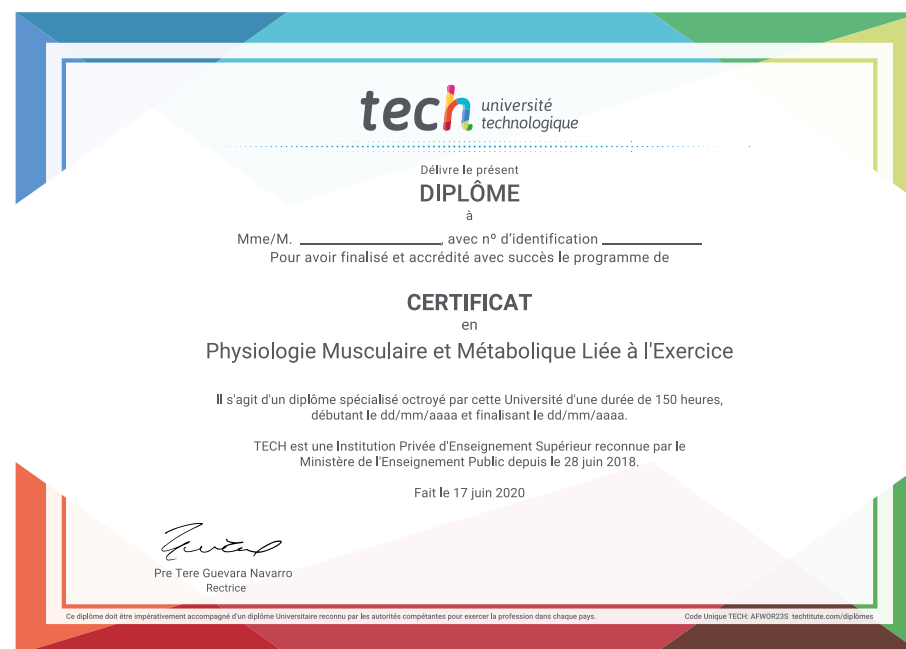 tech université
technologique
Délivre le présent
DIPLÔME
à
Mme/M. ____________________, avec nº d'identification ______________
Pour avoir finalisé et accrédité avec succès le programme de
CERTIFICAT
en
Physiologie Musculaire et Métabolique Liée à l'Exercice
Il s'agit d'un diplôme spécialisé octroyé par cette Université d'une durée de 150 heures,
débutant le dd/mm/aaaa et finalisant le dd/mm/aaaa.
TECH est une Institution Privée d'Enseignement Supérieur reconnue par le
Ministère de l'Enseignement Public depuis le 28 juin 2018.
Fait le 17 juin 2020
Pre Tere Guevara Navarro
Rectrice
Ce diplôme doit être impérativement accompagné d'un diplôme Universitaire reconnu par les autorités compétantes pour exercer la profession dans chaque pays.
Code Unique TECH: AFWOR23S techtitute.com/diplômes